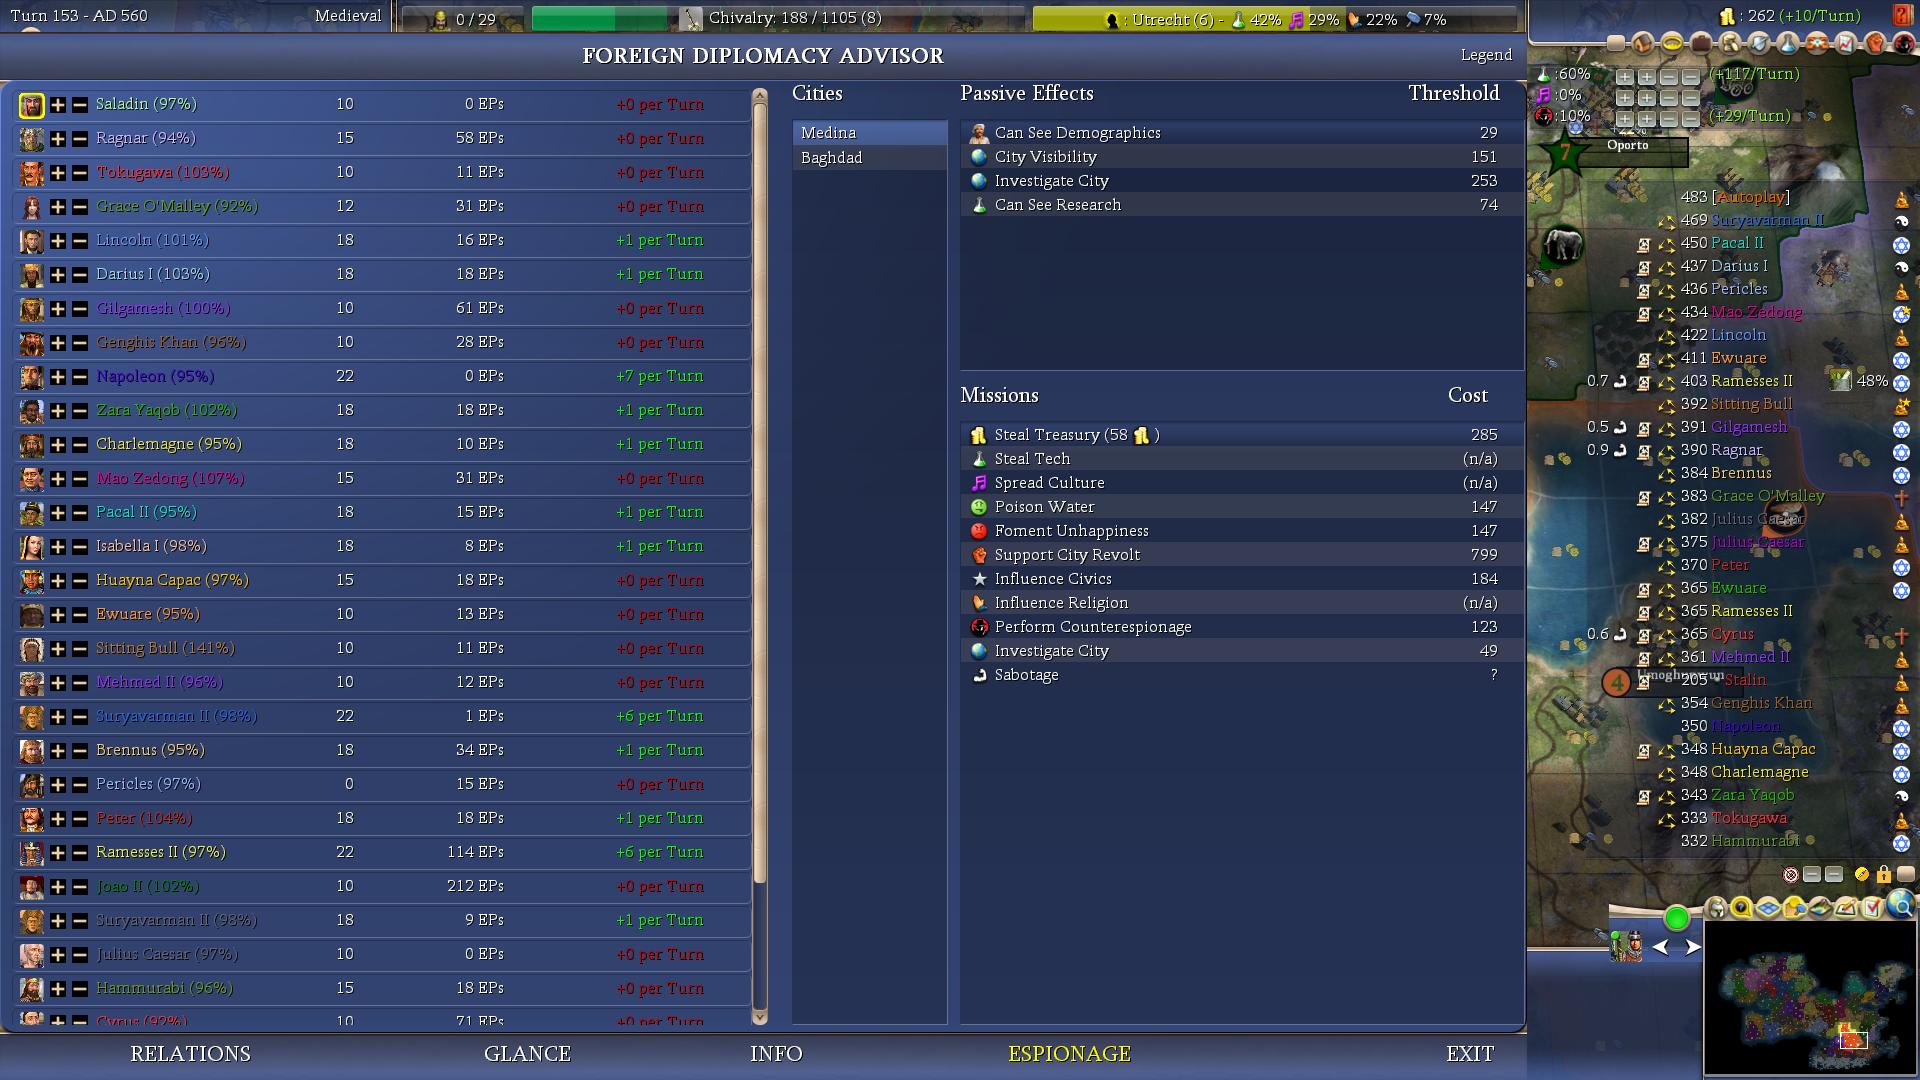 Turn 153 - AD 560
Medieval
0 / 29
Chivalry: 188 / 1105 (8)
: Utrecht (6) - 42% 29% 22% 7%
: 262 (+10/Turn)
FOREIGN DIPLOMACY ADVISOR
Legend
Saladin (97%) 10 0 EPs +0 per Turn
Ragnar (94%) 15 58 EPs +0 per Turn
Tokugawa (103%) 10 11 EPs +0 per Turn
Grace O'Malley (92%) 12 31 EPs +0 per Turn
Lincoln (101%) 18 16 EPs +1 per Turn
Darius I (103%) 18 18 EPs +1 per Turn
Gilgamesh (100%) 10 61 EPs +0 per Turn
Genghis Khan (96%) 10 28 EPs +0 per Turn
Napoleon (95%) 22 0 EPs +7 per Turn
Zara Yaqob (102%) 18 18 EPs +1 per Turn
Charlemagne (95%) 18 10 EPs +1 per Turn
Mao Zedong (107%) 15 31 EPs +0 per Turn
Pacal II (95%) 18 15 EPs +1 per Turn
Isabella I (98%) 18 8 EPs +1 per Turn
Huayna Capac (97%) 15 18 EPs +0 per Turn
Ewuare (95%) 10 13 EPs +0 per Turn
Sitting Bull (141%) 10 11 EPs +0 per Turn
Mehmed II (96%) 10 12 EPs +0 per Turn
Suryavarman II (98%) 22 1 EPs +6 per Turn
Brennus (95%) 18 34 EPs +1 per Turn
Pericles (97%) 0 15 EPs +0 per Turn
Peter (104%) 18 18 EPs +1 per Turn
Ramesses II (97%) 22 114 EPs +6 per Turn
Joao II (102%) 10 212 EPs +0 per Turn
Suryavarman II (98%) 18 9 EPs +1 per Turn
Julius Caesar (97%) 10 0 EPs +0 per Turn
Hammurabi (96%) 15 18 EPs +0 per Turn
Cyrus (92%) 10 71 EPs +0 per Turn
Cities
Medina
Baghdad
Passive Effects Threshold
Can See Demographics 29
City Visibility 151
Investigate City 253
Can See Research 74
Missions Cost
Steal Treasury (58 ) 285
Steal Tech (n/a)
Spread Culture (n/a)
Poison Water 147
Foment Unhappiness 147
Support City Revolt 799
Influence Civics 184
Influence Religion (n/a)
Perform Counterespionage 123
Investigate City 49
Sabotage ?
:60% (+117/Turn)
:0%
:10% (+29/Turn)
7 Oporto
483 [Autoplay]
469 Suryavarman II
450 Pacal II
437 Darius I
436 Pericles
434 Mao Zedong
422 Lincoln
411 Ewuare
0.7 403 Ramesses II 48%
392 Sitting Bull
0.5 391 Gilgamesh
0.9 390 Ragnar
384 Brennus
383 Grace O'Malley
382 Julius Caesar
375 Julius Caesar
370 Peter
365 Ewuare
365 Ramesses II
0.6 365 Cyrus
361 Mehmed II
4
205 * Stalin
354 Genghis Khan
350 Napoleon
348 Huayna Capac
348 Charlemagne
343 Zara Yaqob
333 Tokugawa
332 Hammurabi
RELATIONS GLANCE INFO ESPIONAGE EXIT